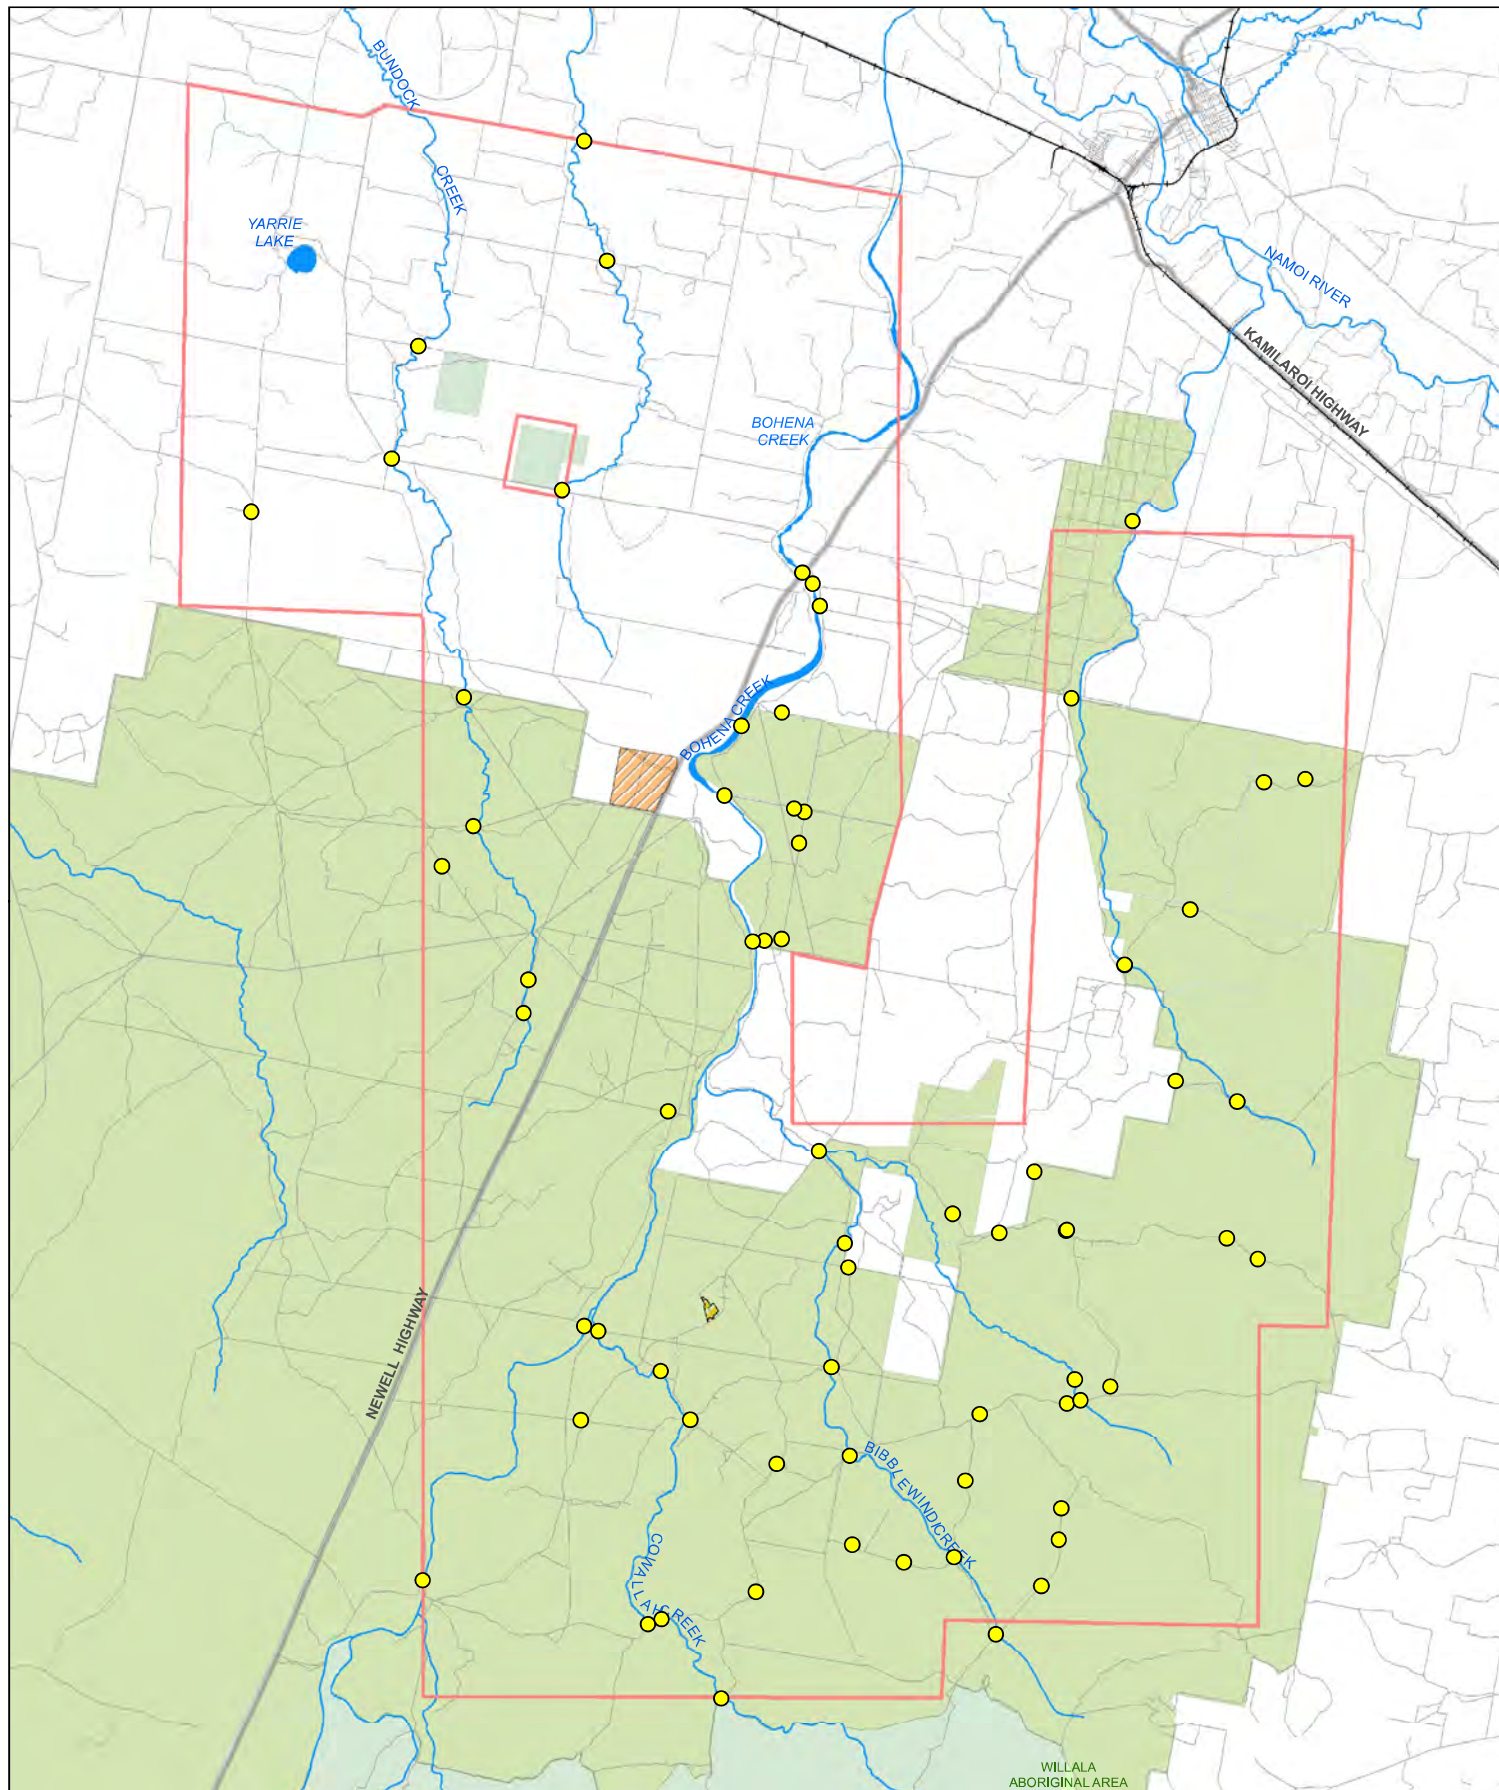 BUNDOCK
CREEK
YARRIE
LAKE
NAMOI RIVER
KAMILAROI HIGHWAY
BOHENA
CREEK
BOHENA CREEK
NEWELL HIGHWAY
BIBBLEWINDI CREEK
COWALLAH CREEK
WILLALA
ABORIGINAL AREA